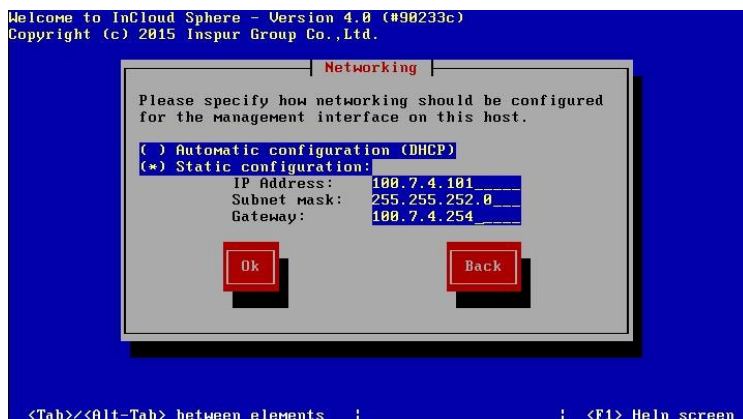 Welcome to InCloud Sphere - Version 4.0 (#90233c)
Copyright (c) 2015 Inspur Group Co.,Ltd.
Networking
Please specify how networking should be configured
for the management interface on this host.
( ) Automatic configuration (DHCP)
(*) Static configuration:
IP Address: 100.7.4.101_____
Subnet mask: 255.255.252.0___
Gateway: 100.7.4.254_____
Ok Back
<Tab>/<Alt-Tab> between elements | | <F1> Help screen